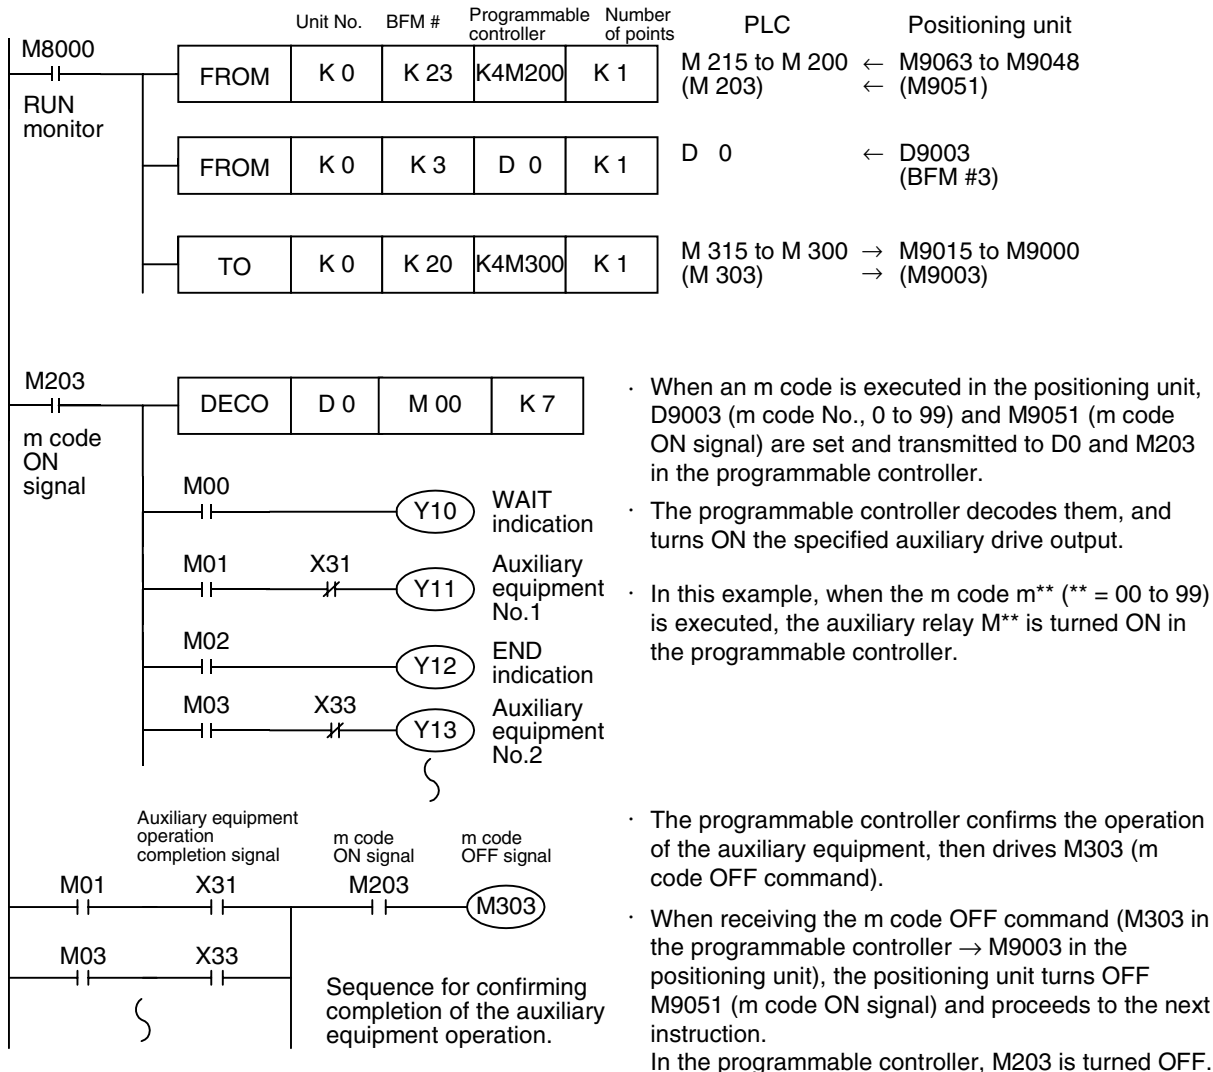 Unit No. BFM # Programmable controller Number of points PLC Positioning unit
M8000
RUN
monitor
FROM K 0 K 23 K4M200 K 1
M 215 to M 200 ← M9063 to M9048
(M 203) ← (M9051)
FROM K 0 K 3 D 0 K 1
D 0 ← D9003
(BFM #3)
TO K 0 K 20 K4M300 K 1
M 315 to M 300 → M9015 to M9000
(M 303) → (M9003)
M203
m code
ON
signal
DECO D 0 M 00 K 7
M00 Y10 WAIT
indication
M01 X31 Y11 Auxiliary
equipment
No.1
M02 Y12 END
indication
M03 X33 Y13 Auxiliary
equipment
No.2
· When an m code is executed in the positioning unit,
D9003 (m code No., 0 to 99) and M9051 (m code
ON signal) are set and transmitted to D0 and M203
in the programmable controller.
· The programmable controller decodes them, and
turns ON the specified auxiliary drive output.
· In this example, when the m code m** (** = 00 to 99)
is executed, the auxiliary relay M** is turned ON in
the programmable controller.
Auxiliary equipment
operation
completion signal
m code
ON signal
m code
OFF signal
M01 X31 M203 M303
M03 X33
Sequence for confirming
completion of the auxiliary
equipment operation.
· The programmable controller confirms the operation
of the auxiliary equipment, then drives M303 (m
code OFF command).
· When receiving the m code OFF command (M303 in
the programmable controller → M9003 in the
positioning unit), the positioning unit turns OFF
M9051 (m code ON signal) and proceeds to the next
instruction.
In the programmable controller, M203 is turned OFF.